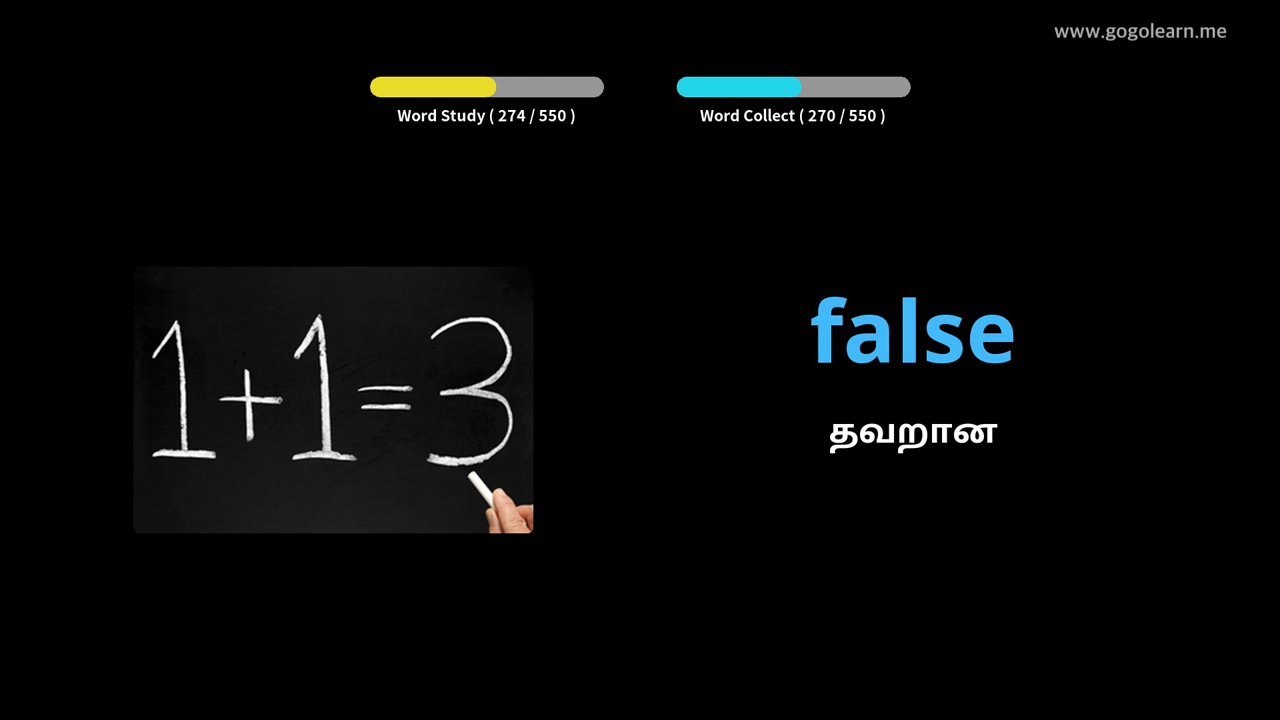 www.gogolearn.me
Word Study ( 274 / 550 )
Word Collect ( 270 / 550 )
1+1=3
false
தவறான